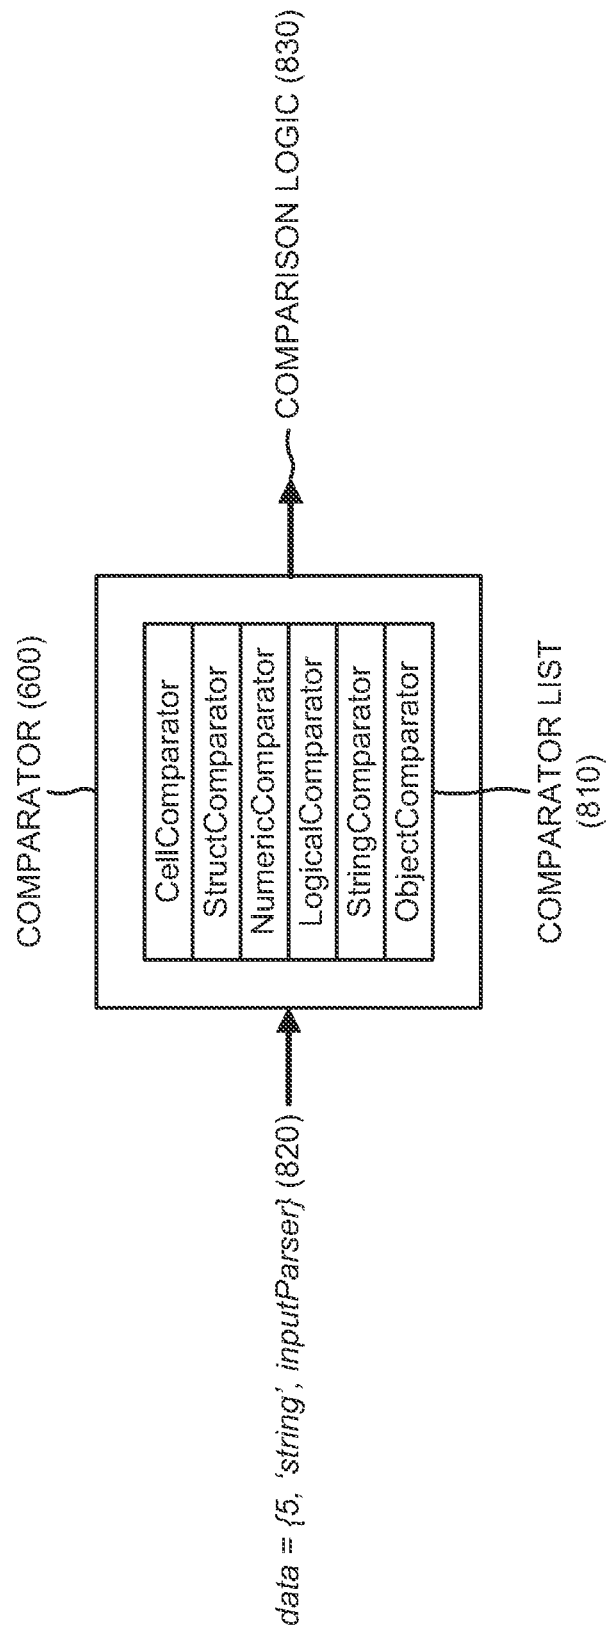 COMPARATOR (600)
data = {5, ‘string’, inputParser} (820)
CellComparator
StructComparator
NumericComparator
LogicalComparator
StringComparator
ObjectComparator
COMPARISON LOGIC (830)
COMPARATOR LIST
(810)